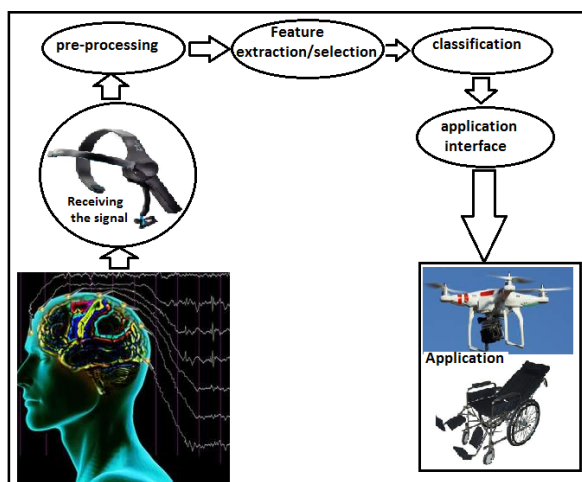 pre-processing
Feature
extraction/selection
classification
application
interface
Receiving
the signal
Application